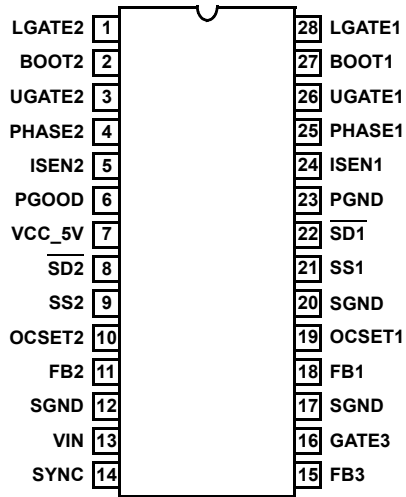 LGATE2 1 28 LGATE1
BOOT2 2 27 BOOT1
UGATE2 3 26 UGATE1
PHASE2 4 25 PHASE1
ISEN2 5 24 ISEN1
PGOOD 6 23 PGND
VCC_5V 7 22 SD1
SD2 8 21 SS1
SS2 9 20 SGND
OCSET2 10 19 OCSET1
FB2 11 18 FB1
SGND 12 17 SGND
VIN 13 16 GATE3
SYNC 14 15 FB3